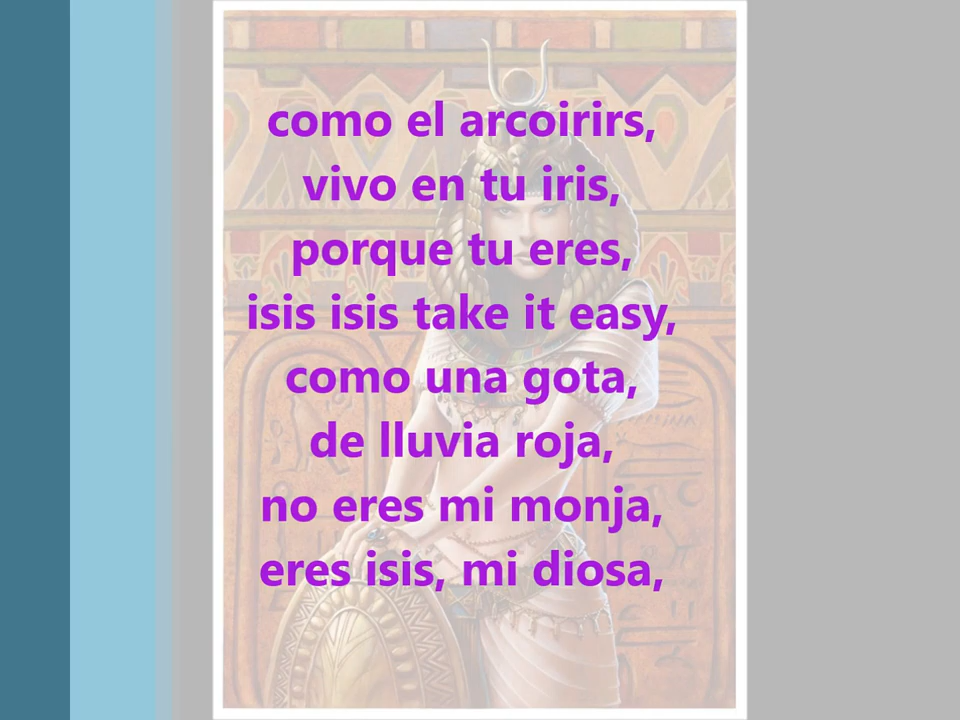 como el arcoirirs,
vivo en tu iris,
porque tu eres,
isis isis take it easy,
como una gota,
de lluvia roja,
no eres mi monja,
eres isis, mi diosa,